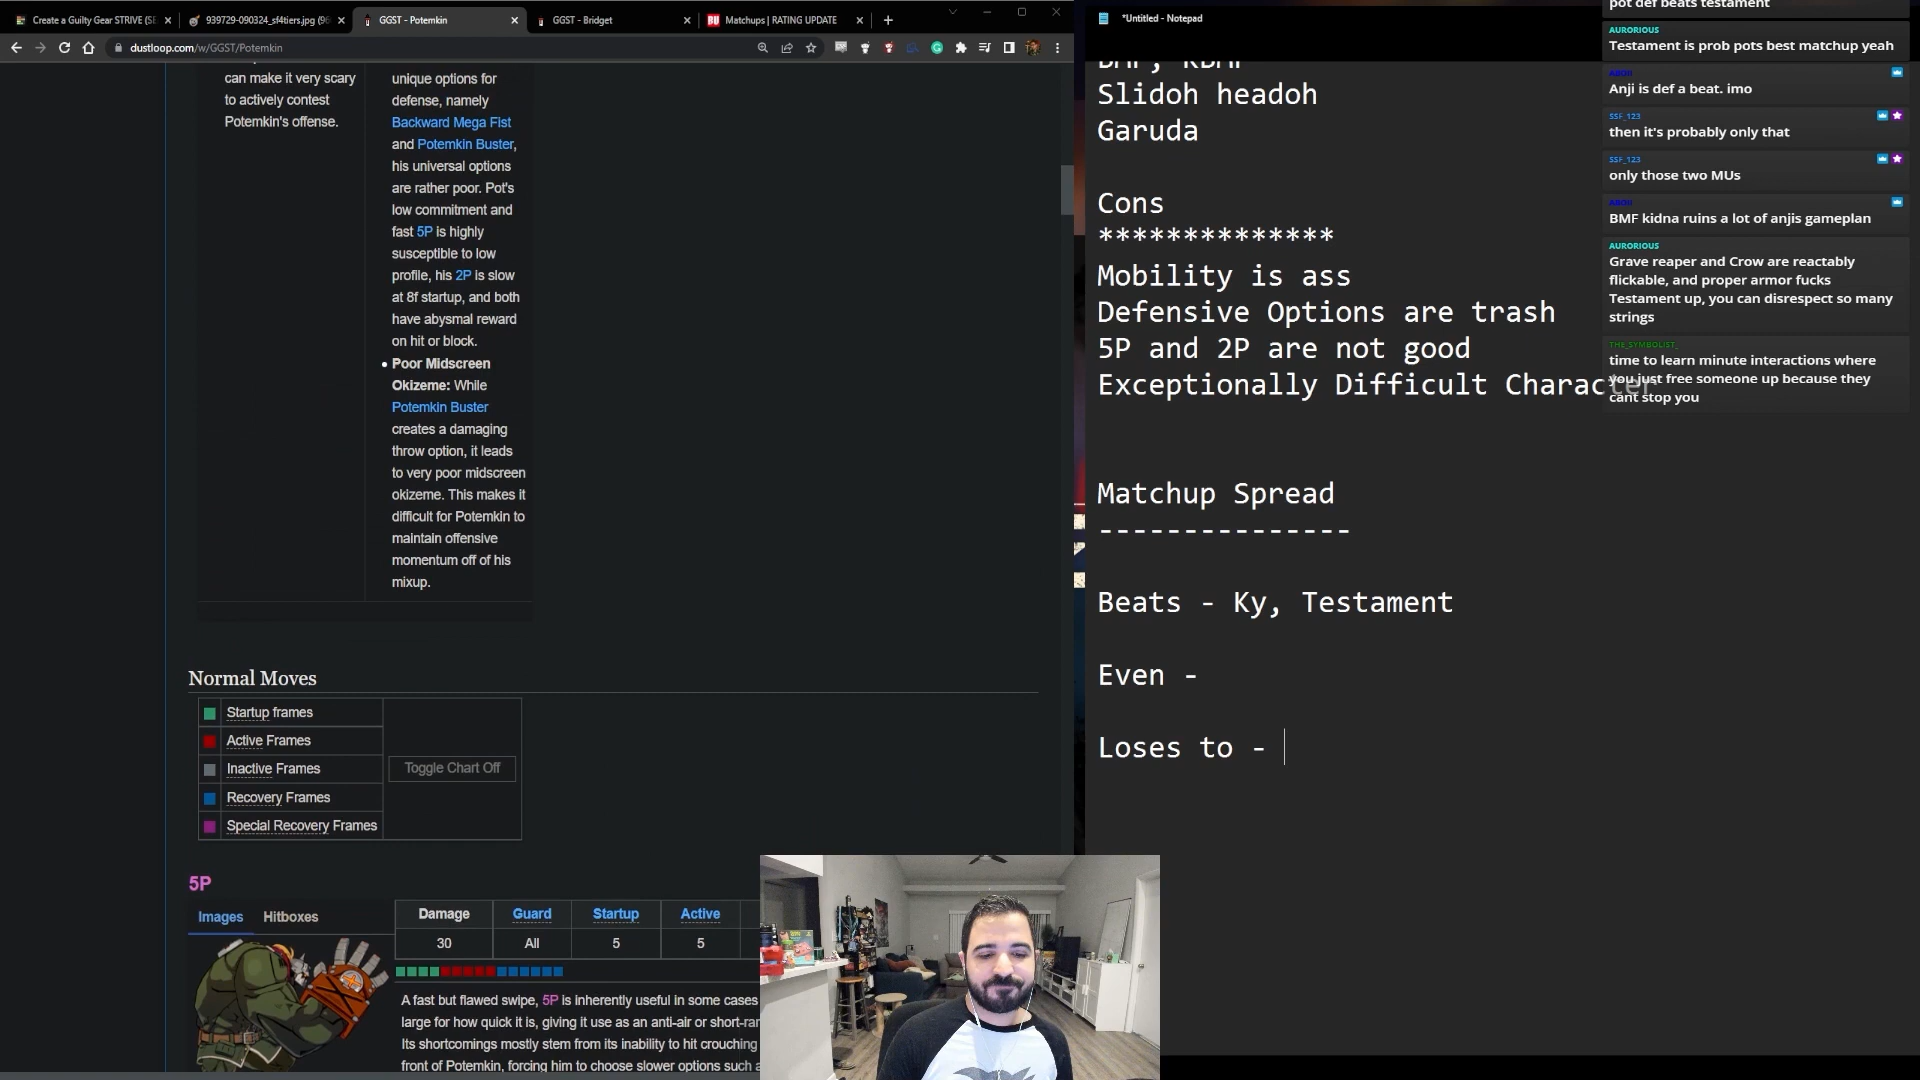 Create a Guilty Gear STRIVE (SE
939729-090324_sf4tiers.jpg (96
GGST - Potemkin
GGST - Bridget
BU
Matchups | RATING UPDATE
dustloop.com/w/GGST/Potemkin
can make it very scary
to actively contest
Potemkin's offense.
unique options for
defense, namely
Backward Mega Fist
and Potemkin Buster,
his universal options
are rather poor. Pot's
low commitment and
fast 5P is highly
susceptible to low
profile, his 2P is slow
at 8f startup, and both
have abysmal reward
on hit or block.
Poor Midscreen
Okizeme: While
Potemkin Buster
creates a damaging
throw option, it leads
to very poor midscreen
okizeme. This makes it
difficult for Potemkin to
maintain offensive
momentum off of his
mixup.
Normal Moves
Startup frames
Active Frames
Inactive Frames
Recovery Frames
Special Recovery Frames
Toggle Chart Off
5P
Images
Hitboxes
Damage Guard Startup Active
30 All 5 5
A fast but flawed swipe, 5P is inherently useful in some cases
large for how quick it is, giving it use as an anti-air or short-ran
Its shortcomings mostly stem from its inability to hit crouching
front of Potemkin, forcing him to choose slower options such a
*Untitled - Notepad
BMF, KBMF
Slidoh headoh
Garuda
Cons
**************
Mobility is ass
Defensive Options are trash
5P and 2P are not good
Exceptionally Difficult Character
Matchup Spread
---------------
Beats - Ky, Testament
Even -
Loses to -
pot def beats testament
AURORIOUS
Testament is prob pots best matchup yeah
Anji is def a beat. imo
SSF_123
then it's probably only that
SSF_123
only those two MUs
BMF kidna ruins a lot of anjis gameplan
AURORIOUS
Grave reaper and Crow are reactably
flickable, and proper armor fucks
Testament up, you can disrespect so many
strings
THE_SYMBOLIST_
time to learn minute interactions where
you just free someone up because they
cant stop you